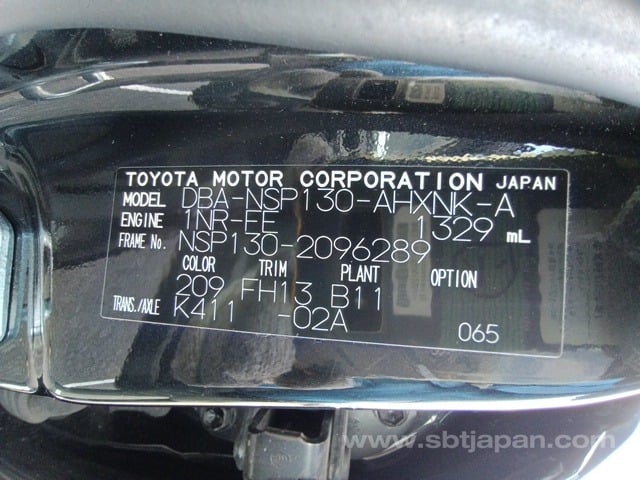 TOYOTA MOTOR CORPORATION JAPAN
MODEL DBA-NSP130-AHXNK-A
ENGINE 1NR-FE 1329 mL
FRAME No. NSP130-2096289
COLOR TRIM PLANT OPTION
209 FH13 B11
TRANS./AXLE K411 -02A
065
www.sbtjapan.com